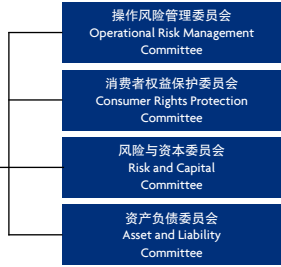 操作风险管理委员会
Operational Risk Management
Committee
消费者权益保护委员会
Consumer Rights Protection
Committee
风险与资本委员会
Risk and Capital
Committee
资产负债委员会
Asset and Liability
Committee